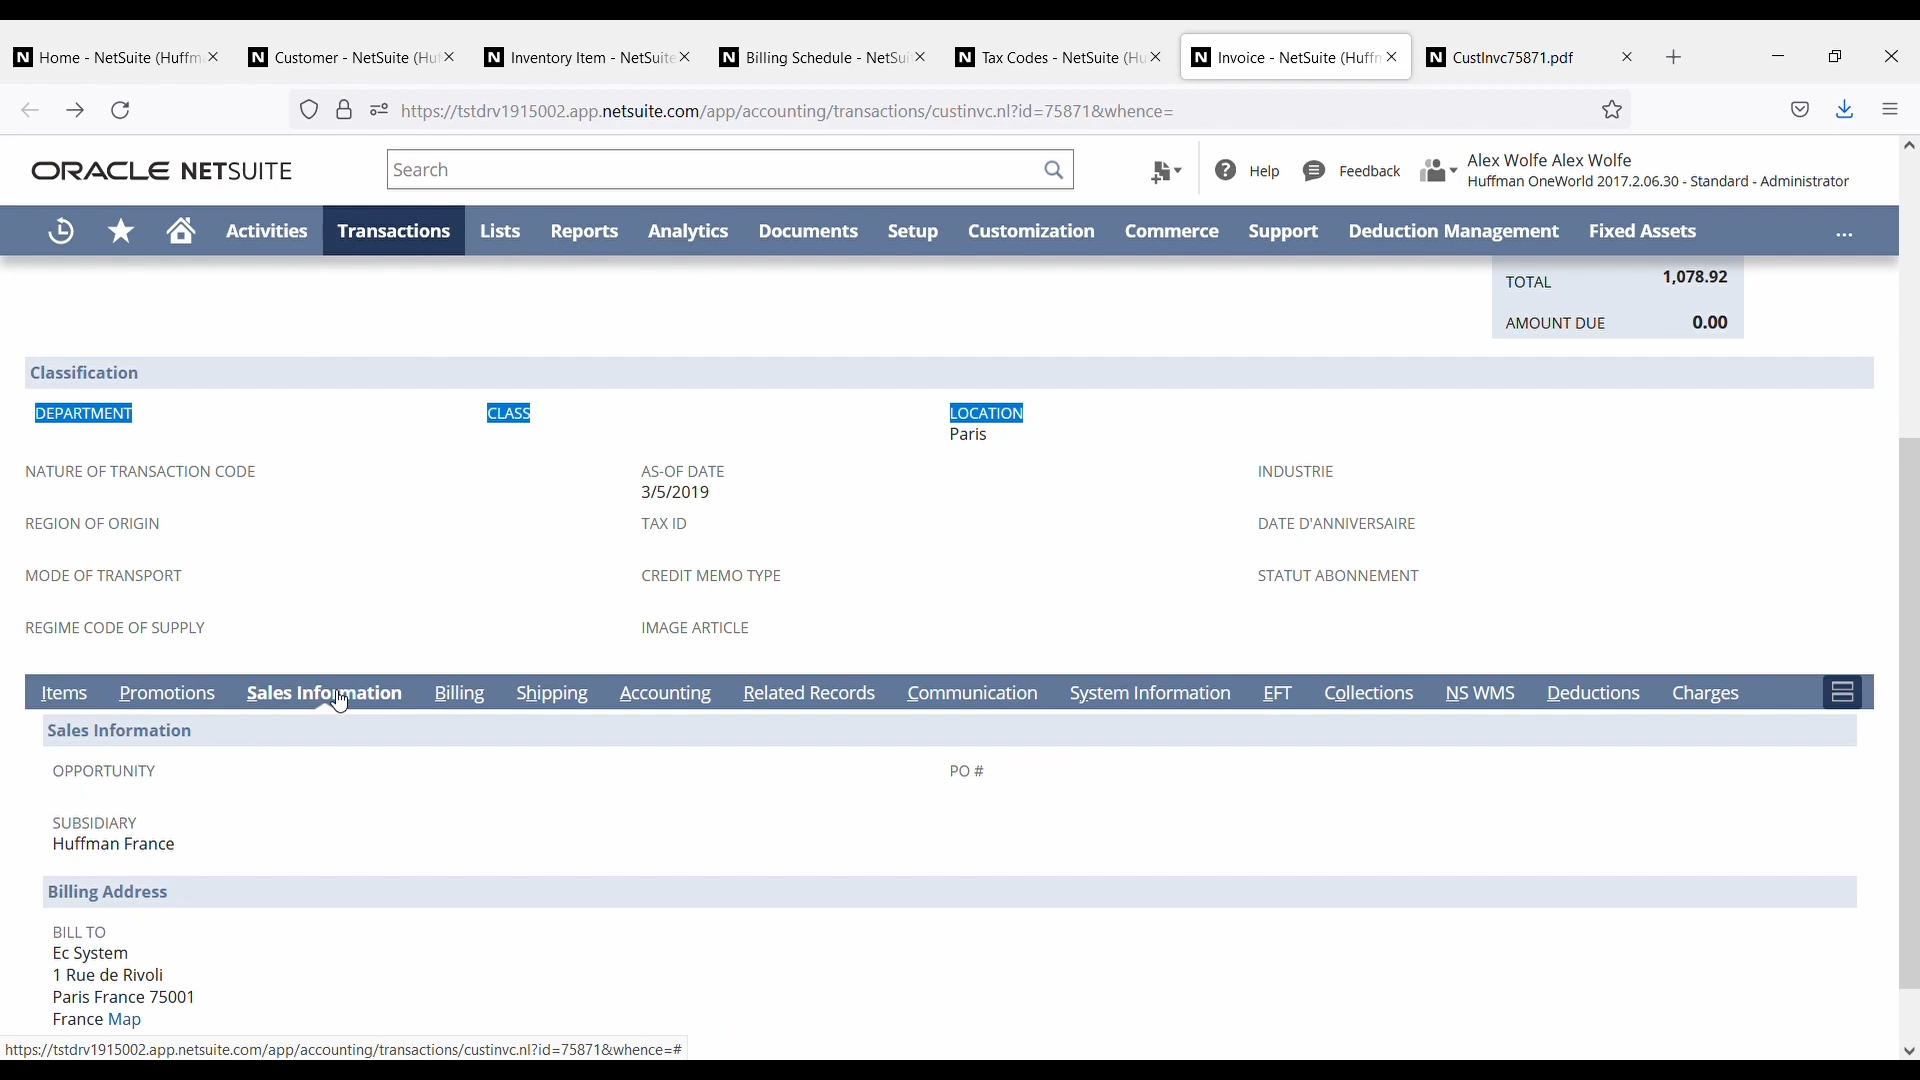 Home - NetSuite (Huffm
Customer - NetSuite (Huf
Inventory Item - NetSuite
Billing Schedule - NetSui
Tax Codes - NetSuite (Hu
Invoice - NetSuite (Huffn
CustInvc75871.pdf
https://tstdrv1915002.app.netsuite.com/app/accounting/transactions/custinvc.nl?id=75871&whence=
ORACLE NETSUITE
Search
Help
Feedback
Alex Wolfe Alex Wolfe
Huffman OneWorld 2017.2.06.30 - Standard - Administrator
Activities
Transactions
Lists
Reports
Analytics
Documents
Setup
Customization
Commerce
Support
Deduction Management
Fixed Assets
...
TOTAL 1,078.92
AMOUNT DUE 0.00
Classification
DEPARTMENT
CLASS
LOCATION
Paris
NATURE OF TRANSACTION CODE
AS-OF DATE
3/5/2019
INDUSTRIE
REGION OF ORIGIN
TAX ID
DATE D'ANNIVERSAIRE
MODE OF TRANSPORT
CREDIT MEMO TYPE
STATUT ABONNEMENT
REGIME CODE OF SUPPLY
IMAGE ARTICLE
Items
Promotions
Sales Information
Billing
Shipping
Accounting
Related Records
Communication
System Information
EFT
Collections
NS WMS
Deductions
Charges
Sales Information
OPPORTUNITY
PO #
SUBSIDIARY
Huffman France
Billing Address
BILL TO
Ec System
1 Rue de Rivoli
Paris France 75001
France Map
https://tstdrv1915002.app.netsuite.com/app/accounting/transactions/custinvc.nl?id=75871&whence=#